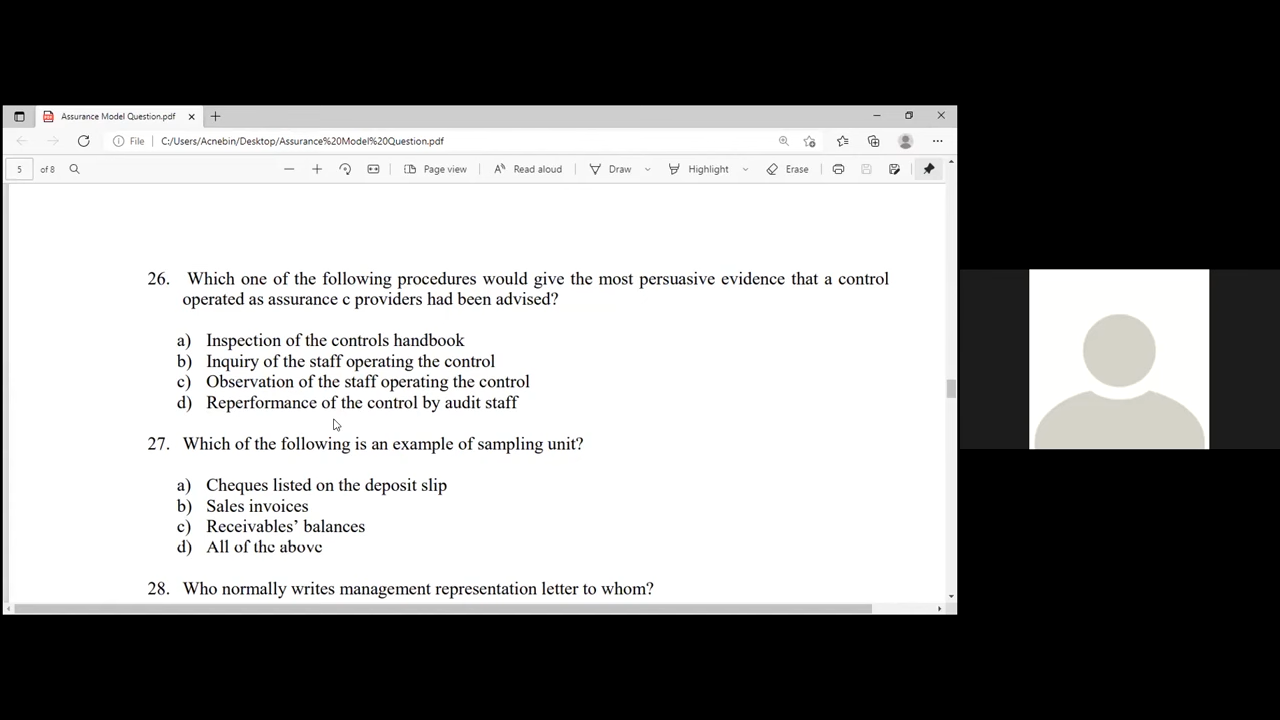 Assurance Model Question.pdf
File C:/Users/Acnebin/Desktop/Assurance%20Model%20Question.pdf
5 of 8 Page view Read aloud Draw Highlight Erase
26. Which one of the following procedures would give the most persuasive evidence that a control
operated as assurance c providers had been advised?
a) Inspection of the controls handbook
b) Inquiry of the staff operating the control
c) Observation of the staff operating the control
d) Reperformance of the control by audit staff
27. Which of the following is an example of sampling unit?
a) Cheques listed on the deposit slip
b) Sales invoices
c) Receivables’ balances
d) All of the above
28. Who normally writes management representation letter to whom?